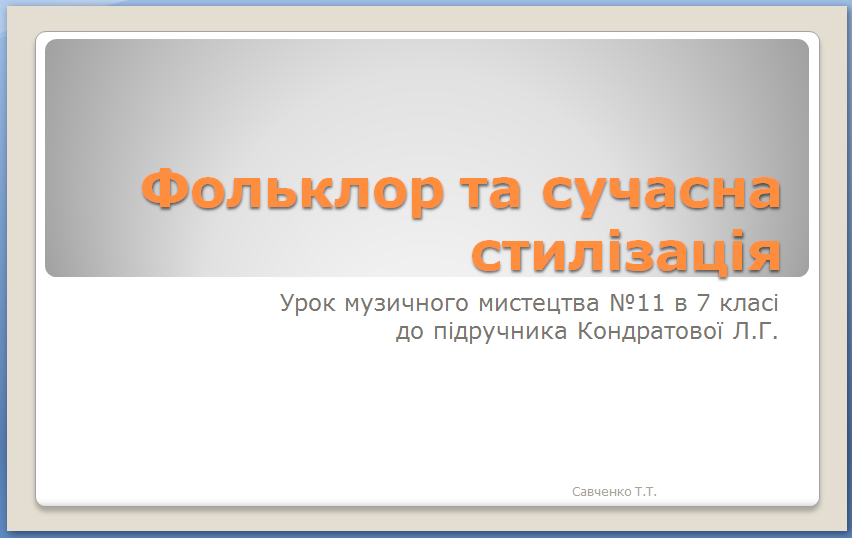 Фольклор та сучасна
стилізація
Урок музичного мистецтва №11 в 7 класі
до підручника Кондратової Л.Г.
Савченко Т.Т.